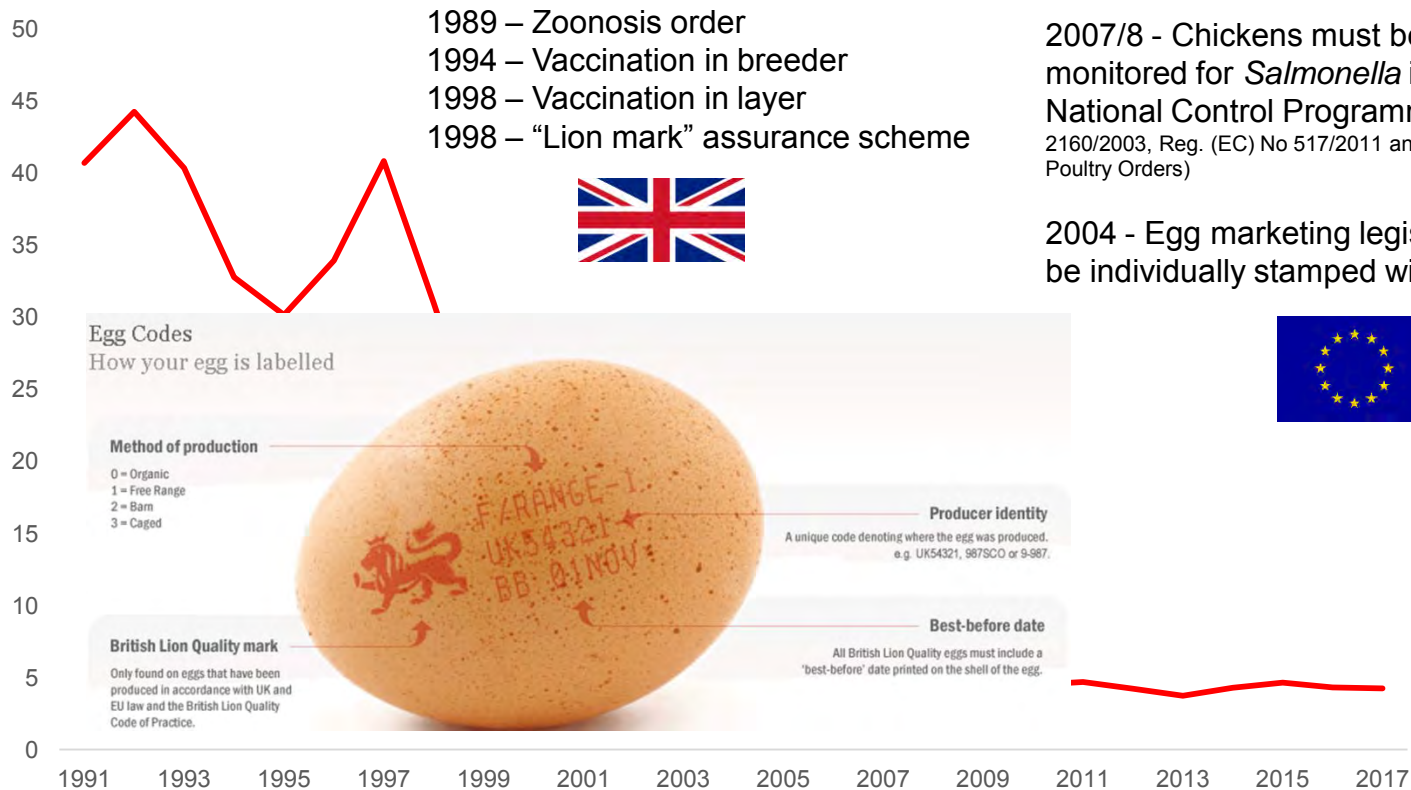 50
45
40
35
30
25
20
15
10
5
0
1989 – Zoonosis order
1994 – Vaccination in breeder
1998 – Vaccination in layer
1998 – “Lion mark” assurance scheme
2007/8 - Chickens must b
monitored for Salmonella
National Control Program
2160/2003, Reg. (EC) No 517/2011 an
Poultry Orders)
2004 - Egg marketing legis
be individually stamped wi
Egg Codes
How your egg is labelled
Method of production
0 = Organic
1 = Free Range
2 = Barn
3 = Caged
F/RANGE-1
UK54321
BB 01NOV
Producer identity
A unique code denoting where the egg was produced.
e.g. UK54321, 987SCO or 9-987.
British Lion Quality mark
Only found on eggs that have been
produced in accordance with UK and
EU law and the British Lion Quality
Code of Practice.
Best-before date
All British Lion Quality eggs must include a
'best-before' date printed on the shell of the egg.
1991 1993 1995 1997 1999 2001 2003 2005 2007 2009 2011 2013 2015 2017